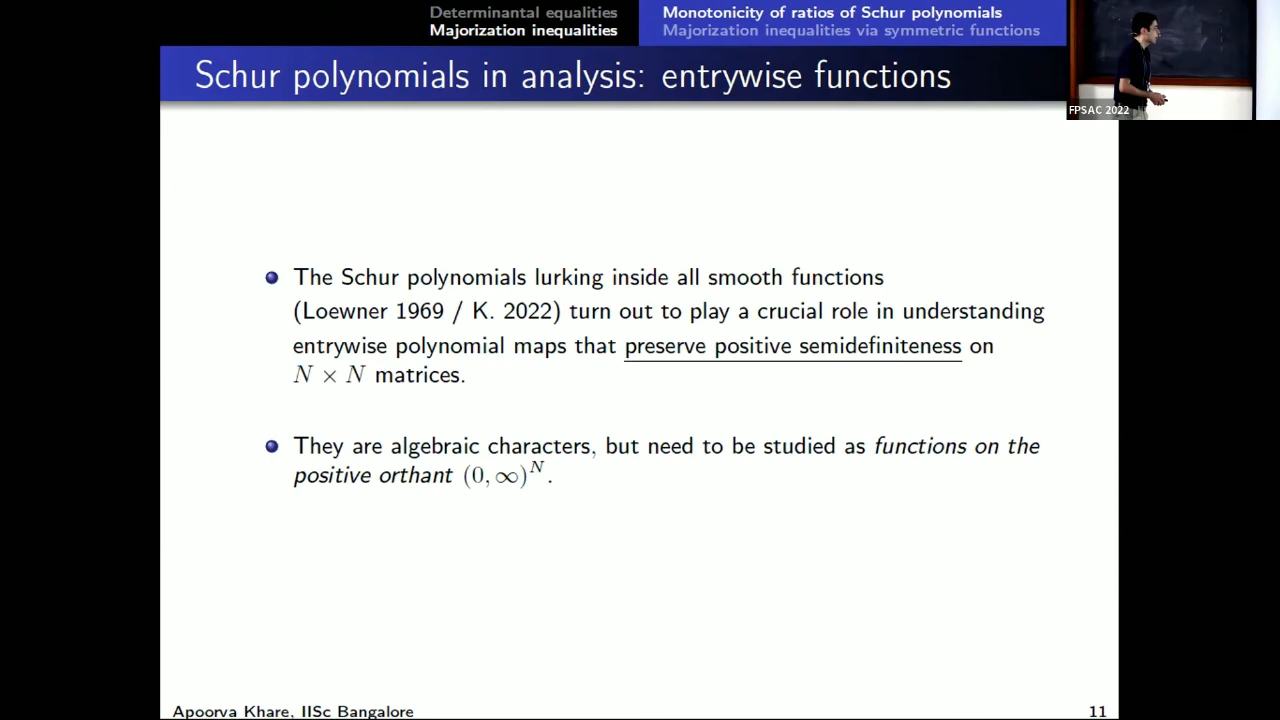 Determinantal equalities
Majorization inequalities
Monotonicity of ratios of Schur polynomials
Majorization inequalities via symmetric functions
Schur polynomials in analysis: entrywise functions
FPSAC 2022
The Schur polynomials lurking inside all smooth functions
(Loewner 1969 / K. 2022) turn out to play a crucial role in understanding
entrywise polynomial maps that preserve positive semidefiniteness on
N × N matrices.
They are algebraic characters, but need to be studied as functions on the
positive orthant (0, ∞)^N.
Apoorva Khare, IISc Bangalore
11